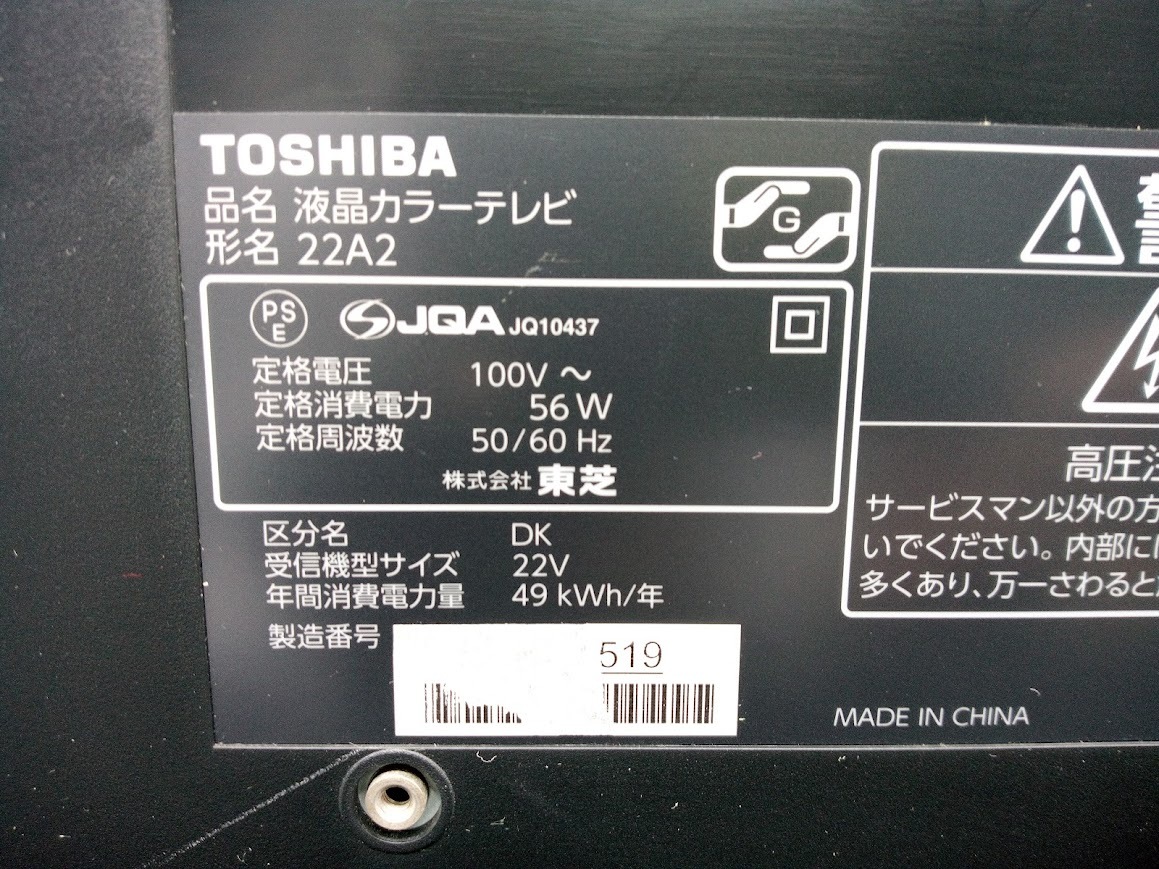 TOSHIBA
品名 液晶カラーテレビ
形名 22A2
G
PS
E
JQA JQ10437
定格電圧 100V ～
定格消費電力 56 W
定格周波数 50/60 Hz
株式会社 東芝
区分名 DK
受信機型サイズ 22V
年間消費電力量 49 kWh/年
製造番号 519
高圧注
サービスマン以外の方
いでください。内部に
多くあり、万一さわると
MADE IN CHINA